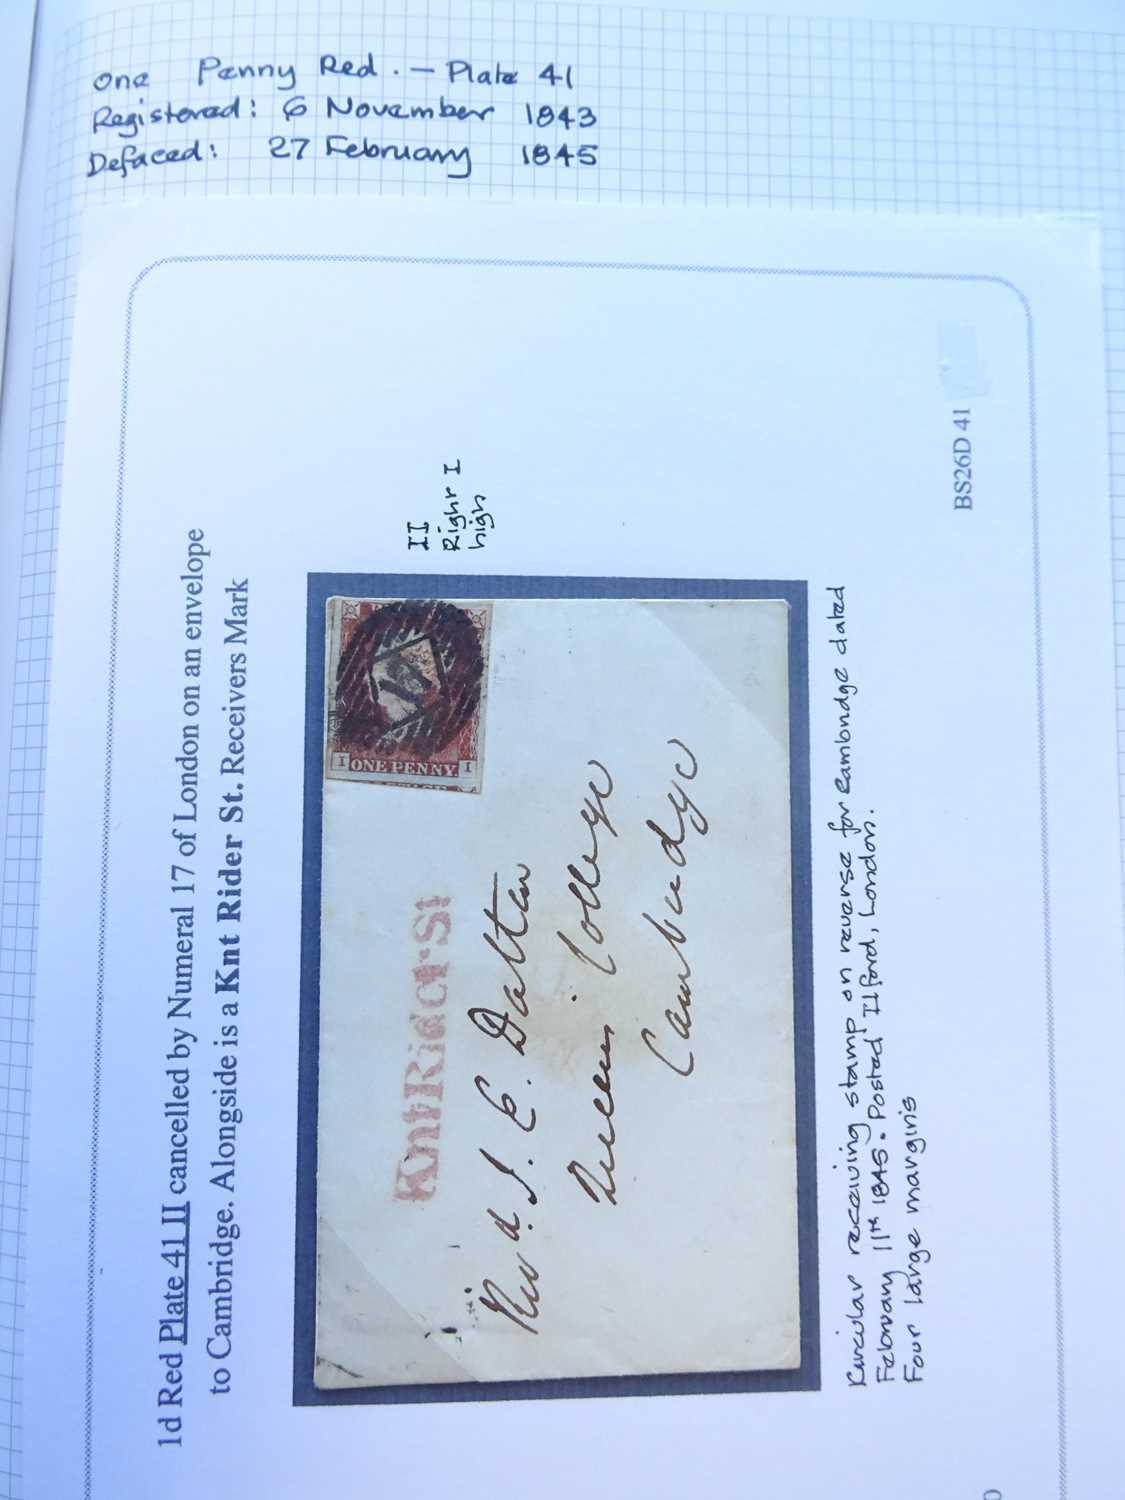 One Penny Red. – Plate 41
Registered: 6 November 1843
Defaced: 27 February 1845
1d Red Plate 41 II cancelled by Numeral 17 of London on an envelope
to Cambridge. Alongside is a Knt Rider St. Receivers Mark
II
Right I
high
I ONE PENNY I
KntRiderSt
Revd. J. E. Dalton
Queens College
Cambridge
Circular receiving stamp on reverse for Cambridge dated
February 11th 1845. Posted Ilford, London.
Four large margins
BS26D 41